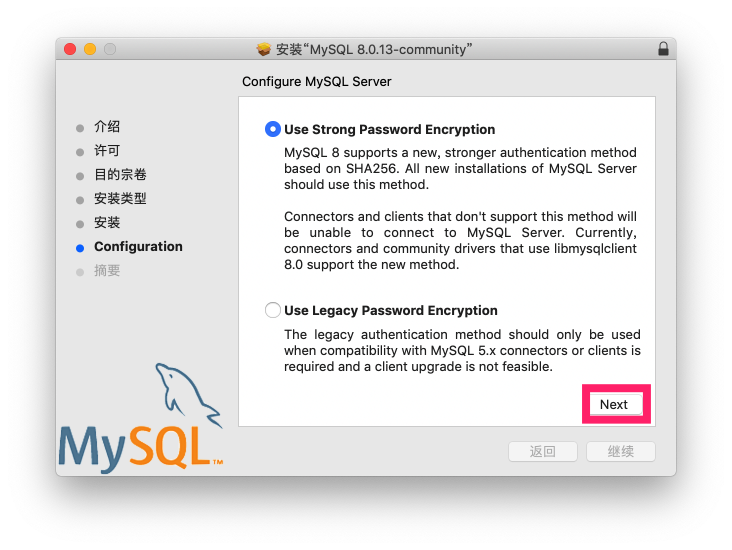 安装“MySQL 8.0.13-community”
Configure MySQL Server
介绍
许可
目的宗卷
安装类型
安装
Configuration
摘要
Use Strong Password Encryption
MySQL 8 supports a new, stronger authentication method
based on SHA256. All new installations of MySQL Server
should use this method.
Connectors and clients that don't support this method will
be unable to connect to MySQL Server. Currently,
connectors and community drivers that use libmysqlclient
8.0 support the new method.
Use Legacy Password Encryption
The legacy authentication method should only be used
when compatibility with MySQL 5.x connectors or clients is
required and a client upgrade is not feasible.
Next
MySQL™
返回
继续